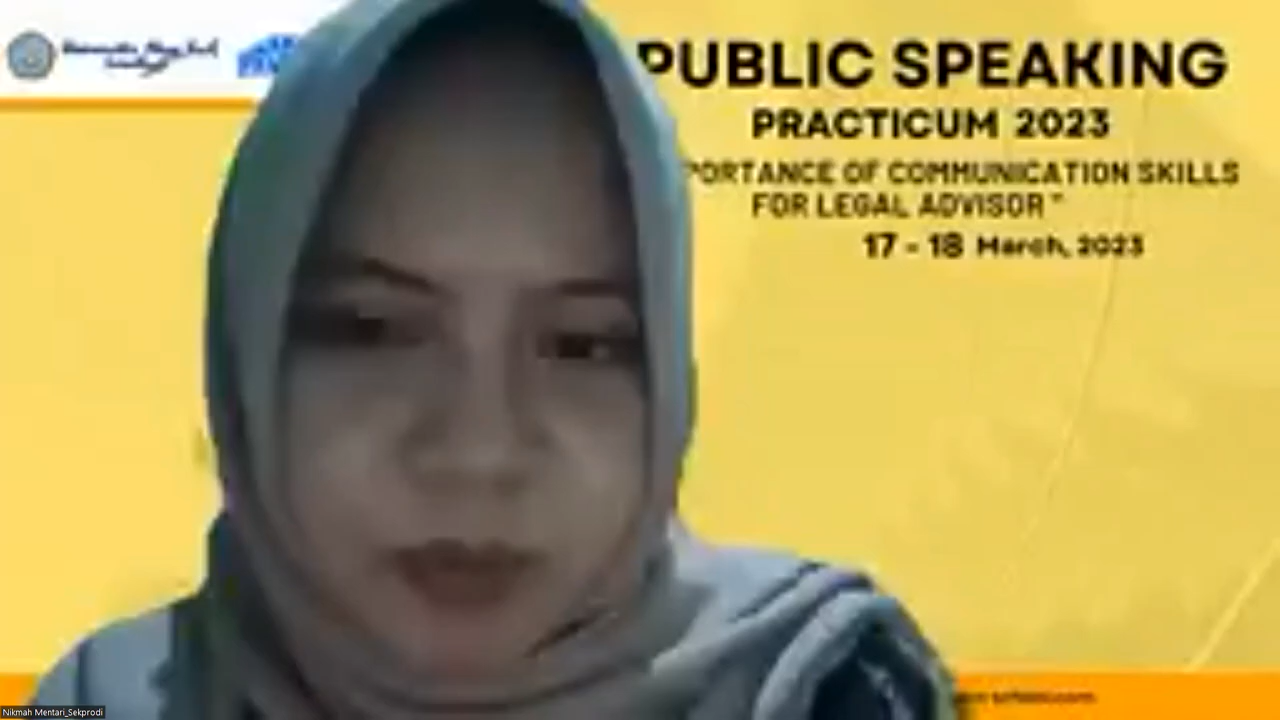 PUBLIC SPEAKING
PRACTICUM 2023
PORTANCE OF COMMUNICATION SKILLS
FOR LEGAL ADVISOR"
17 - 18 March, 2023
Nikmah Mentari_Sekprodi